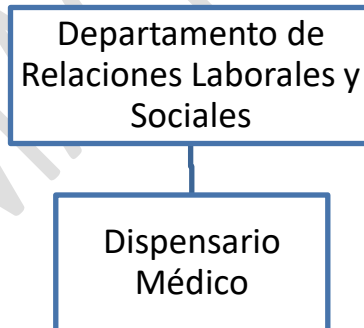 Departamento de
Relaciones Laborales y
Sociales
Dispensario
Médico